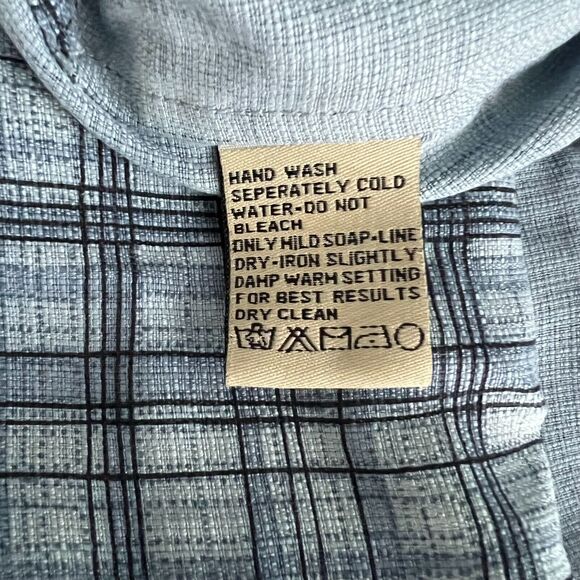 HAND WASH
SEPERATELY COLD
WATER-DO NOT
BLEACH
ONLY MILD SOAP-LINE
DRY-IRON SLIGHTLY
DAMP WARM SETTING
FOR BEST RESULTS
DRY CLEAN